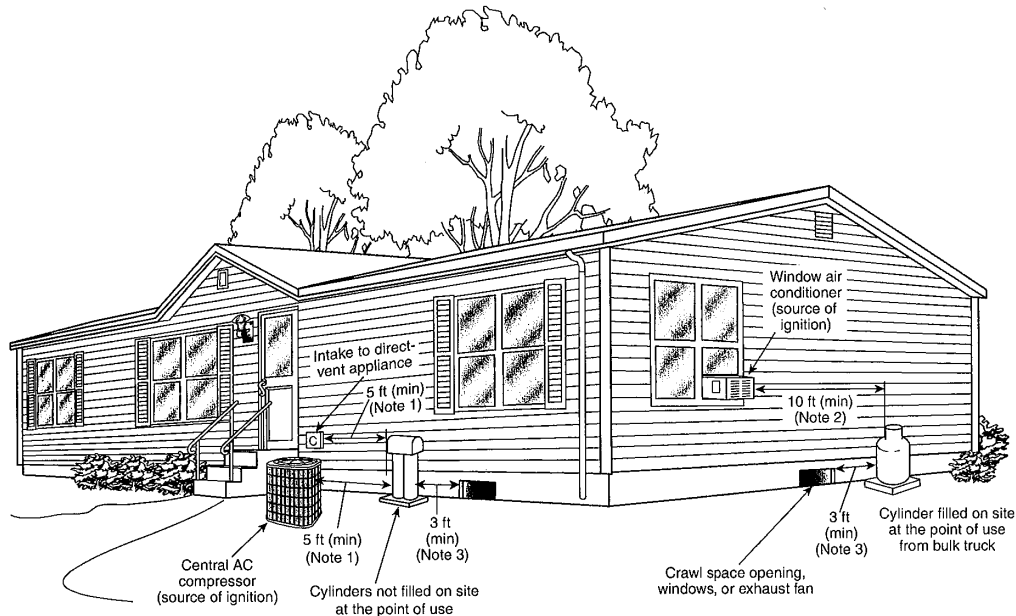 Window air
conditioner
(source of
ignition)
Intake to direct-
vent appliance
5 ft (min)
(Note 1)
10 ft (min)
(Note 2)
C
5 ft (min)
(Note 1)
3 ft
(min)
(Note 3)
3 ft
(min)
(Note 3)
Cylinder filled on site
at the point of use
from bulk truck
Central AC
compressor
(source of ignition)
Cylinders not filled on site
at the point of use
Crawl space opening,
windows, or exhaust fan